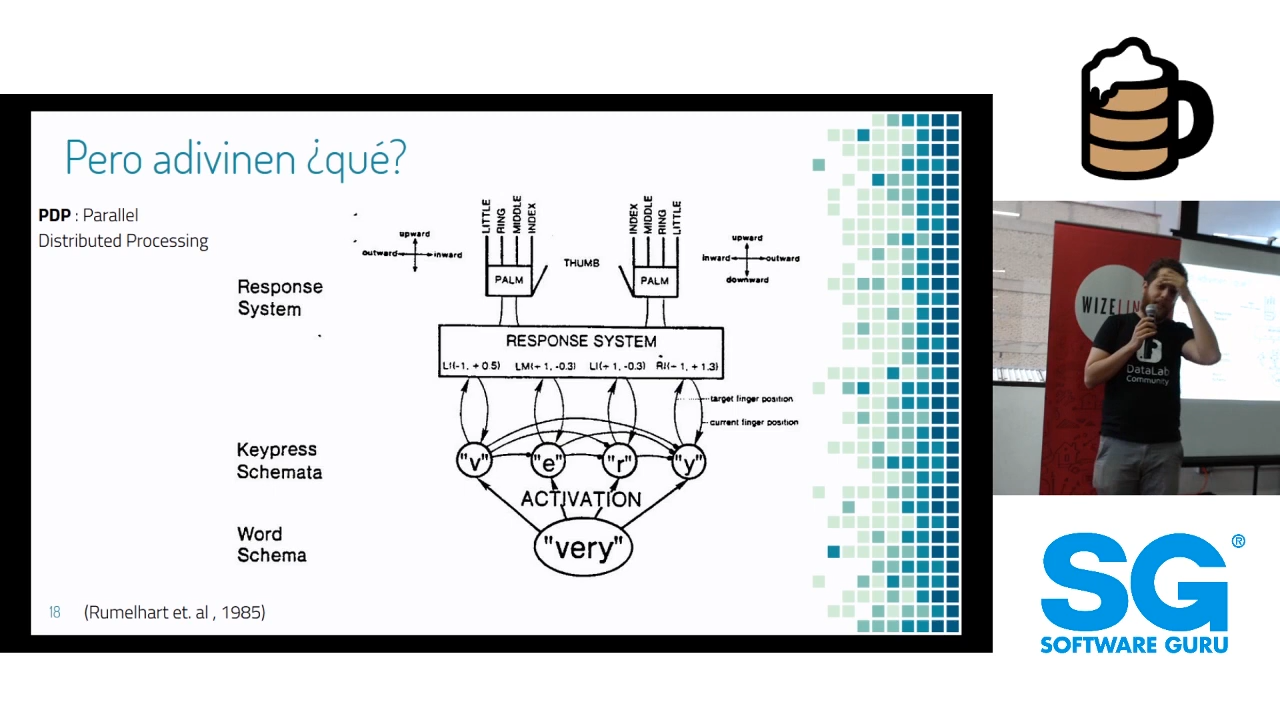 Pero adivinen ¿qué?
PDP : Parallel
Distributed Processing
LITTLE
RING
MIDDLE
INDEX
INDEX
MIDDLE
RING
LITTLE
upward
outward
inward
THUMB
upward
inward
outward
downward
PALM
PALM
Response
System
RESPONSE SYSTEM
LI(-1, + 0.5)
LM(+ 1, -0.3)
LI(+ 1, -0.3)
RI(- 1, + 1.3)
target finger position
current finger position
Keypress
Schemata
"v"
"e"
"r"
"y"
ACTIVATION
Word
Schema
"very"
18
(Rumelhart et. al , 1985)
WIZELIN
DataLab
Community
SG®
SOFTWARE GURU